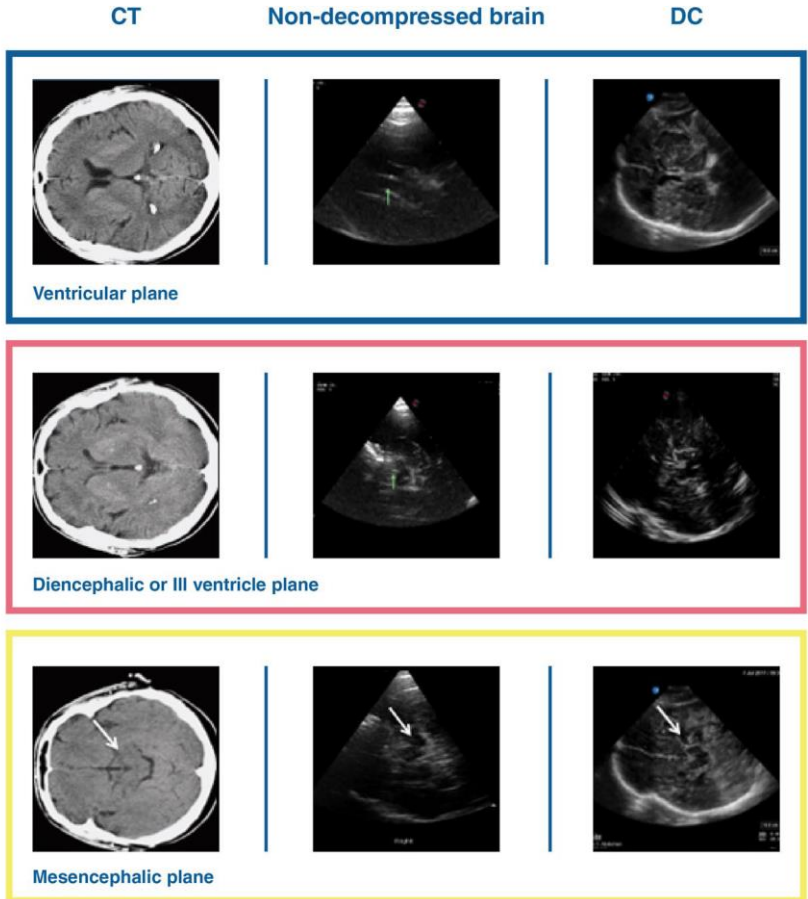 CT Non-decompressed brain DC
Ventricular plane
Diencephalic or III ventricle plane
Mesencephalic plane